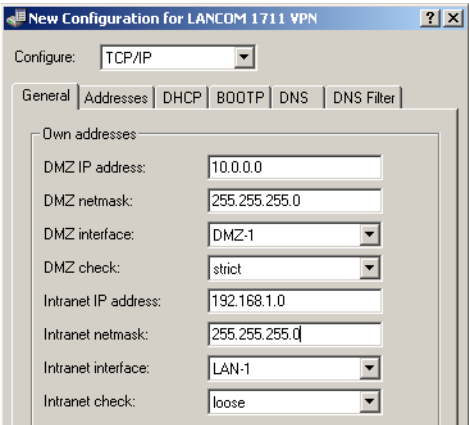 New Configuration for LANCOM 1711 VPN
Configure: TCP/IP
General Addresses DHCP BOOTP DNS DNS Filter
Own addresses
DMZ IP address: 10.0.0.0
DMZ netmask: 255.255.255.0
DMZ interface: DMZ-1
DMZ check: strict
Intranet IP address: 192.168.1.0
Intranet netmask: 255.255.255.0
Intranet interface: LAN-1
Intranet check: loose